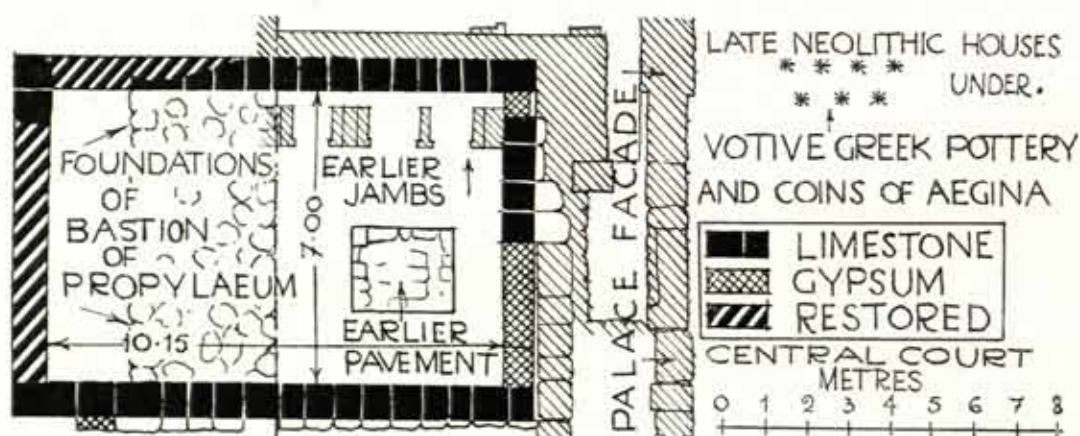 FOUNDATIONS
OF
BASTION
OF
PROPYLAEUM
10·15
7·00
EARLIER
JAMBS
EARLIER
PAVEMENT
PALACE FACADE
LATE NEOLITHIC HOUSES
UNDER.
VOTIVE GREEK POTTERY
AND COINS OF AEGINA
LIMESTONE
GYPSUM
RESTORED
CENTRAL COURT
METRES
0 1 2 3 4 5 6 7 8